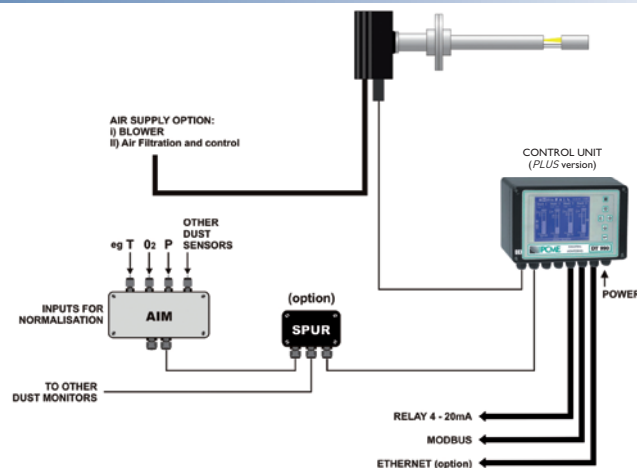 AIR SUPPLY OPTION:
i) BLOWER
II) Air Filtration and control
CONTROL UNIT
(PLUS version)
OTHER
DUST
SENSORS
eg T O2 P
INPUTS FOR
NORMALISATION
AIM
(option)
SPUR
PCME
POWER
TO OTHER
DUST MONITORS
RELAY 4 - 20mA
MODBUS
ETHERNET (option)